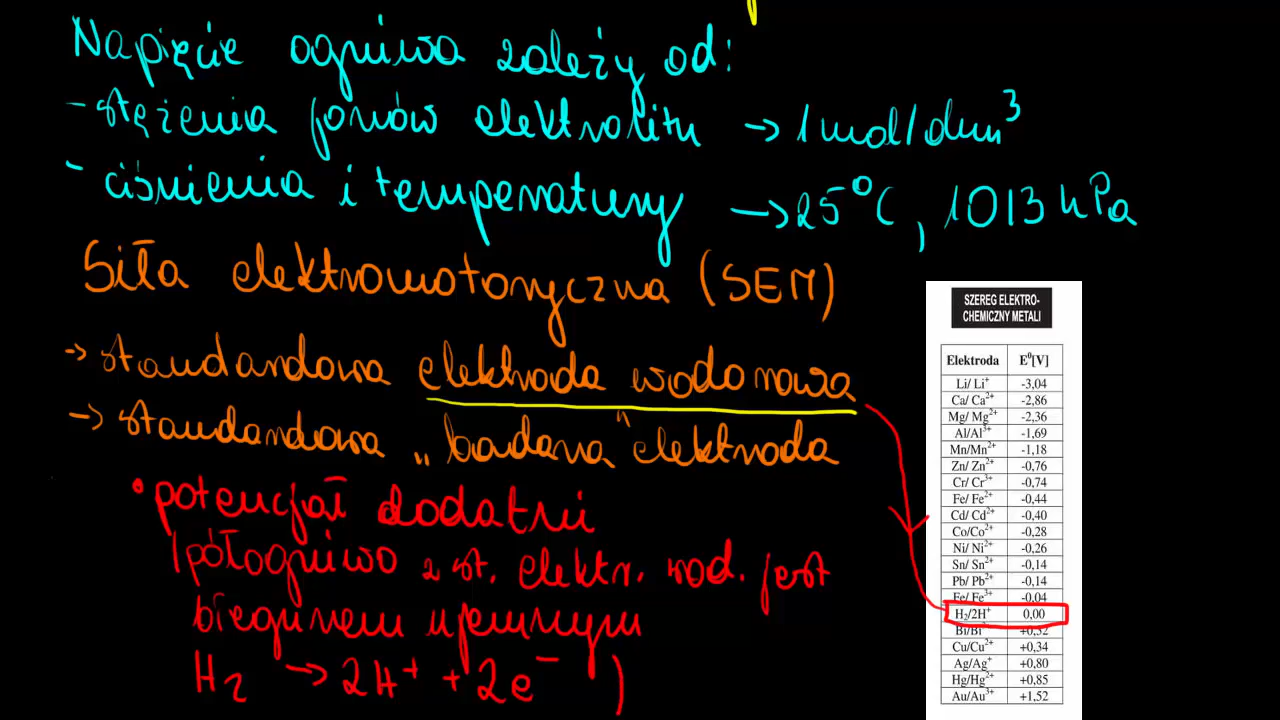 Napięcie ogniwa zależy od:
- stężenia jonów elektrolitu → 1mol/dm³
- ciśnienia i temperatury → 25°C, 1013 hPa
Siła elektromotoryczna (SEM)
→ standardowa elektroda wodorowa
→ standardowa „badana" elektroda
• potencjał dodatni
(półogniwo z st. elektr. wod. jest
biegunem ujemnym
H₂ → 2H⁺ + 2e⁻ )
SZEREG ELEKTRO-
CHEMICZNY METALI
Elektroda E⁰[V]
Li/ Li⁺ -3,04
Ca/ Ca²⁺ -2,86
Mg/ Mg²⁺ -2,36
Al/Al³⁺ -1,69
Mn/Mn²⁺ -1,18
Zn/ Zn²⁺ -0,76
Cr/ Cr³⁺ -0,74
Fe/ Fe²⁺ -0,44
Cd/ Cd²⁺ -0,40
Co/Co²⁺ -0,28
Ni/ Ni²⁺ -0,26
Sn/ Sn²⁺ -0,14
Pb/ Pb²⁺ -0,14
Fe/ Fe³⁺ -0,04
H₂/2H⁺ 0,00
Bi/Bi³⁺ +0,32
Cu/Cu²⁺ +0,34
Ag/Ag⁺ +0,80
Hg/Hg²⁺ +0,85
Au/Au³⁺ +1,52